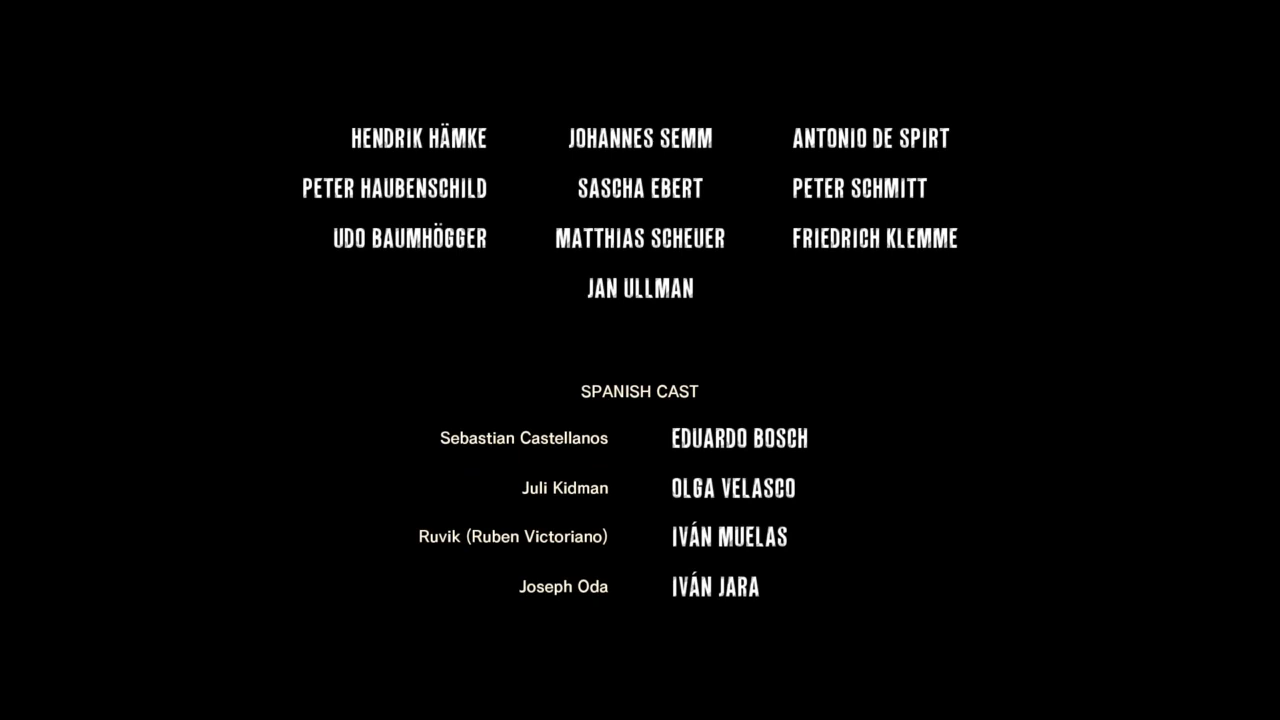 HENDRIK HÄMKE JOHANNES SEMM ANTONIO DE SPIRT
PETER HAUBENSCHILD SASCHA EBERT PETER SCHMITT
UDO BAUMHÖGGER MATTHIAS SCHEUER FRIEDRICH KLEMME
JAN ULLMAN
SPANISH CAST
Sebastian Castellanos EDUARDO BOSCH
Juli Kidman OLGA VELASCO
Ruvik (Ruben Victoriano) IVÁN MUELAS
Joseph Oda IVÁN JARA